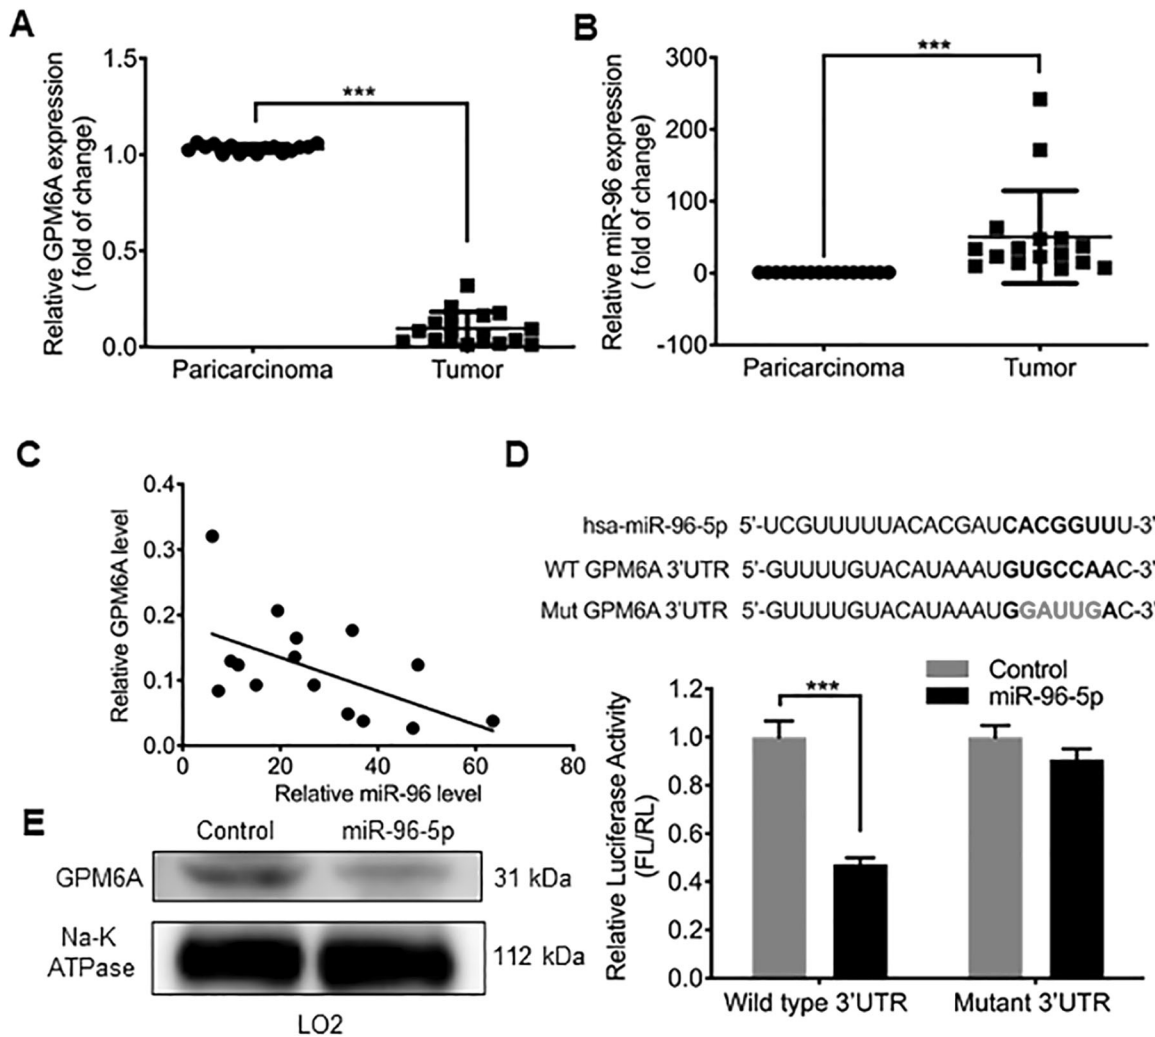 A
Relative GPM6A expression
( fold of change)
1.5
1.0
0.5
0.0
***
Paricarcinoma
Tumor
B
Relative miR-96 expression
( fold of change)
300
200
100
0
-100
***
Paricarcinoma
Tumor
C
Relative GPM6A level
0.4
0.3
0.2
0.1
0.0
0
20
40
60
80
Relative miR-96 level
D
hsa-miR-96-5p 5'-UCGUUUUUACACGAUCACGGUUU-3'
WT GPM6A 3'UTR 5'-GUUUUGUACAUAAAUGUGCCAAC-3'
Mut GPM6A 3'UTR 5'-GUUUUGUACAUAAAUGGAUUGAC-3'
Control
miR-96-5p
Relative Luciferase Activity
(FL/RL)
1.2
1.0
0.8
0.6
0.4
0.2
0.0
***
Wild type 3'UTR
Mutant 3'UTR
E
Control
miR-96-5p
GPM6A
31 kDa
Na-K
ATPase
112 kDa
LO2